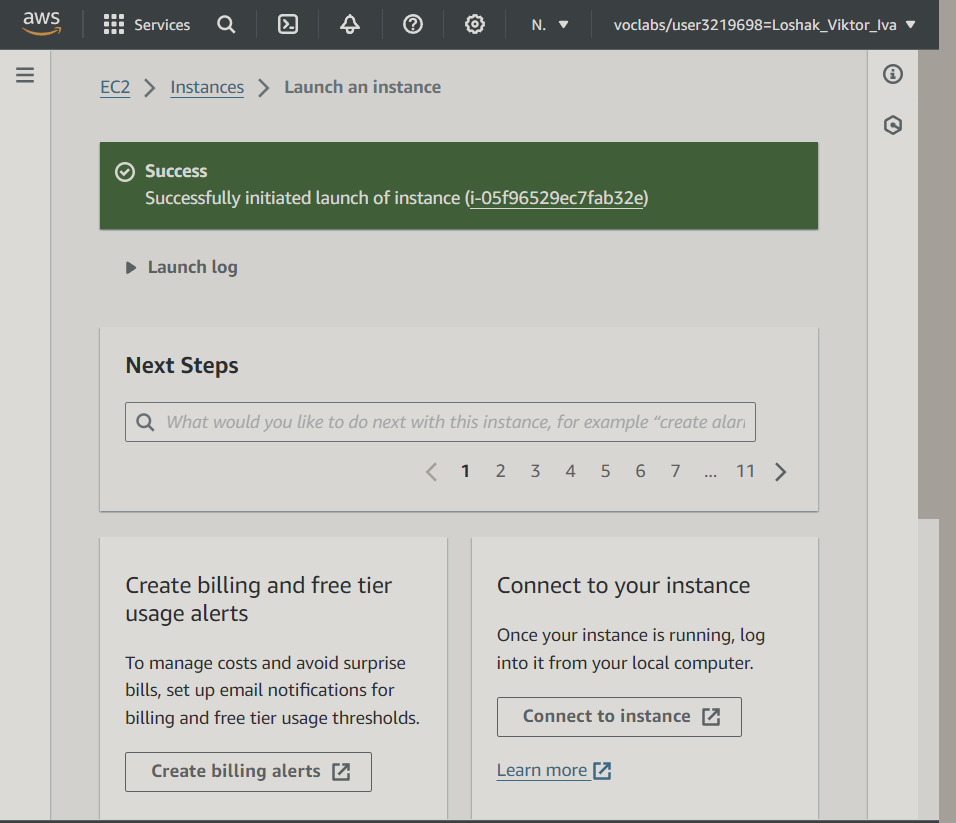 aws
Services
N.
voclabs/user3219698=Loshak_Viktor_Iva
EC2
Instances
Launch an instance
Success
Successfully initiated launch of instance (i-05f96529ec7fab32e)
Launch log
Next Steps
What would you like to do next with this instance, for example “create alar
1 2 3 4 5 6 7 ... 11
Create billing and free tier
usage alerts
To manage costs and avoid surprise
bills, set up email notifications for
billing and free tier usage thresholds.
Create billing alerts
Connect to your instance
Once your instance is running, log
into it from your local computer.
Connect to instance
Learn more